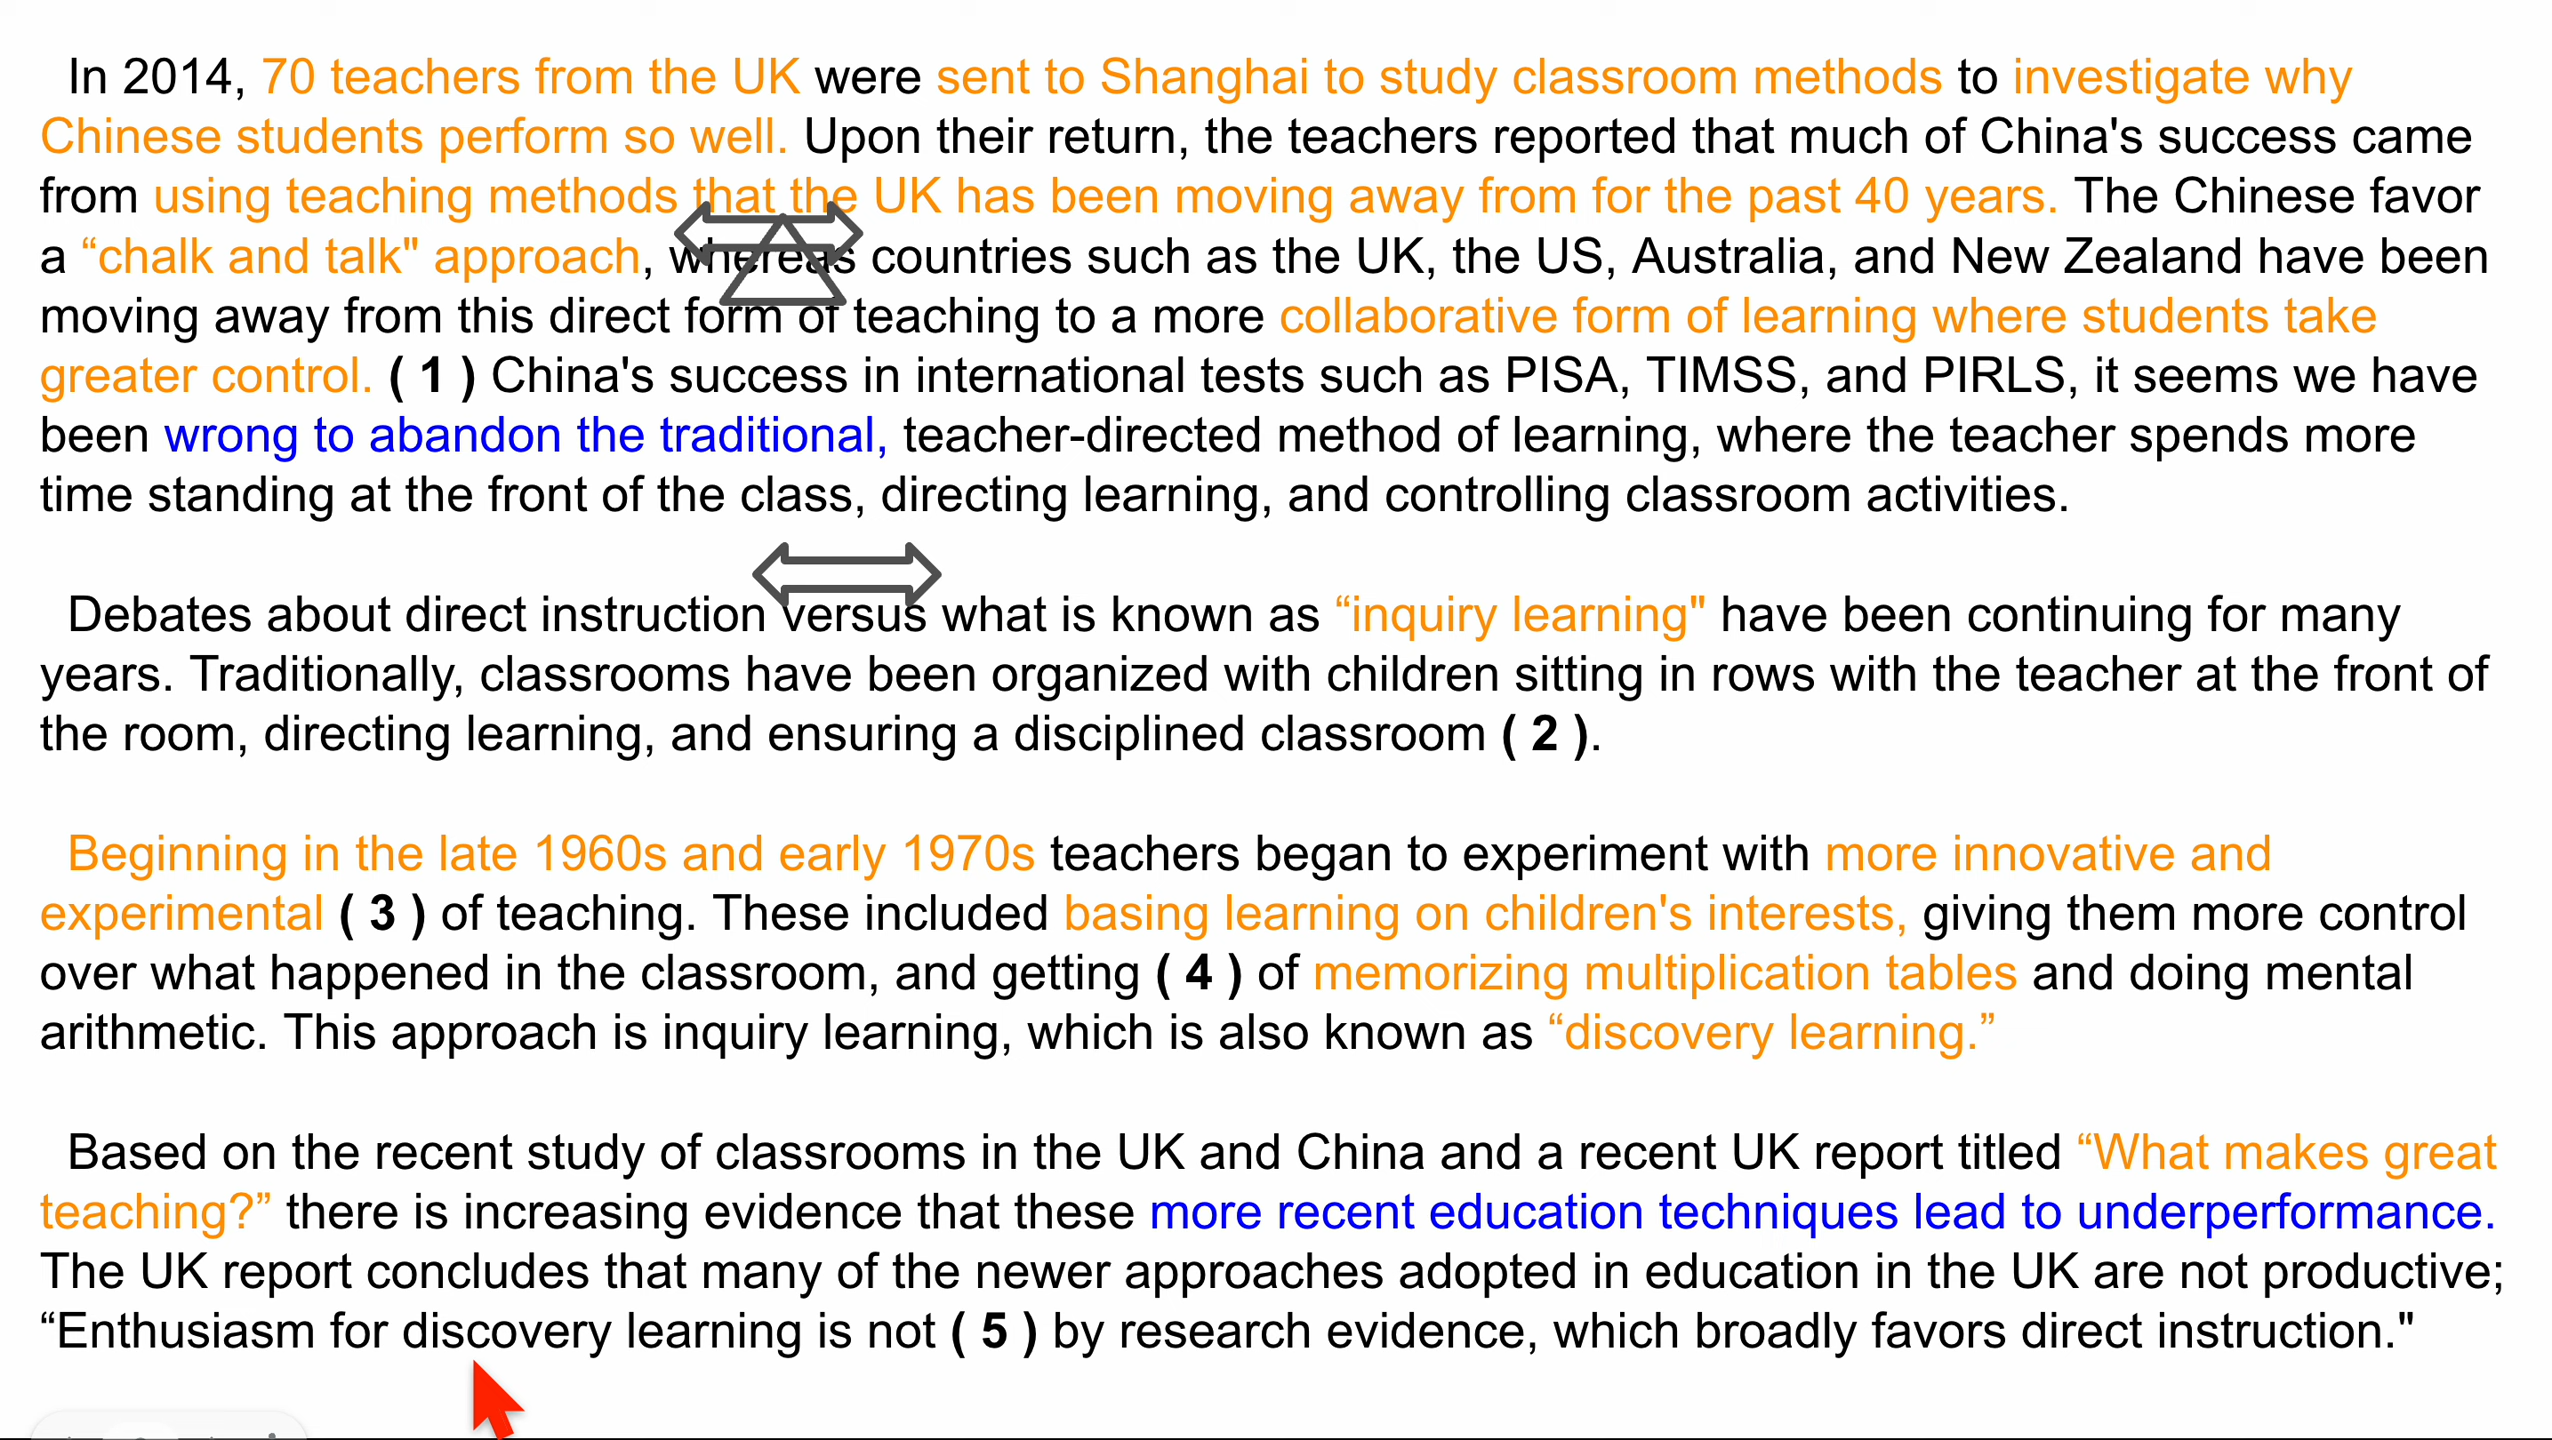 In 2014, 70 teachers from the UK were sent to Shanghai to study classroom methods to investigate why
Chinese students perform so well. Upon their return, the teachers reported that much of China's success came
from using teaching methods that the UK has been moving away from for the past 40 years. The Chinese favor
a “chalk and talk" approach, whereas countries such as the UK, the US, Australia, and New Zealand have been
moving away from this direct form of teaching to a more collaborative form of learning where students take
greater control. ( 1 ) China's success in international tests such as PISA, TIMSS, and PIRLS, it seems we have
been wrong to abandon the traditional, teacher-directed method of learning, where the teacher spends more
time standing at the front of the class, directing learning, and controlling classroom activities.
Debates about direct instruction versus what is known as “inquiry learning" have been continuing for many
years. Traditionally, classrooms have been organized with children sitting in rows with the teacher at the front of
the room, directing learning, and ensuring a disciplined classroom ( 2 ).
Beginning in the late 1960s and early 1970s teachers began to experiment with more innovative and
experimental ( 3 ) of teaching. These included basing learning on children's interests, giving them more control
over what happened in the classroom, and getting ( 4 ) of memorizing multiplication tables and doing mental
arithmetic. This approach is inquiry learning, which is also known as “discovery learning.”
Based on the recent study of classrooms in the UK and China and a recent UK report titled “What makes great
teaching?” there is increasing evidence that these more recent education techniques lead to underperformance.
The UK report concludes that many of the newer approaches adopted in education in the UK are not productive;
“Enthusiasm for discovery learning is not ( 5 ) by research evidence, which broadly favors direct instruction."